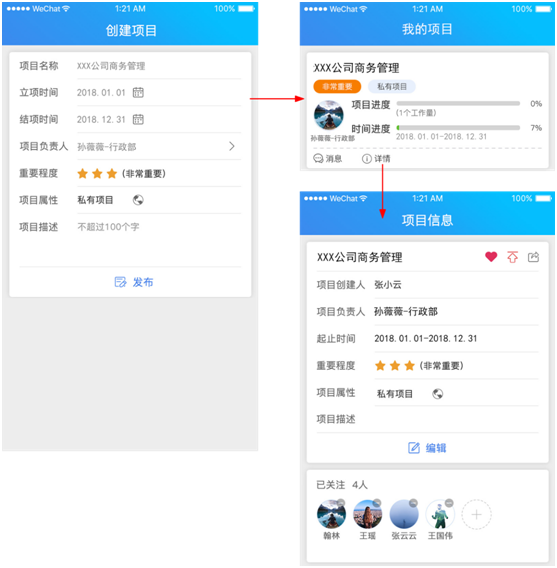 WeChat 1:21 AM 100%
创建项目
项目名称 XXX公司商务管理
立项时间 2018. 01. 01
结项时间 2018. 12. 31
项目负责人 孙薇薇-行政部
重要程度 (非常重要)
项目属性 私有项目
项目描述 不超过100个字
发布
WeChat 1:21 AM 100%
我的项目
XXX公司商务管理
非常重要 私有项目
项目进度 0%
(1个工作量)
时间进度 7%
2018. 01. 01-2018. 12. 31
孙薇薇-行政部
消息 详情
WeChat 1:21 AM 100%
项目信息
XXX公司商务管理
项目创建人 张小云
项目负责人 孙薇薇-行政部
起止时间 2018. 01. 01-2018. 12. 31
重要程度 (非常重要)
项目属性 私有项目
项目描述
编辑
已关注 4人
翰林 王瑶 张云云 王国伟